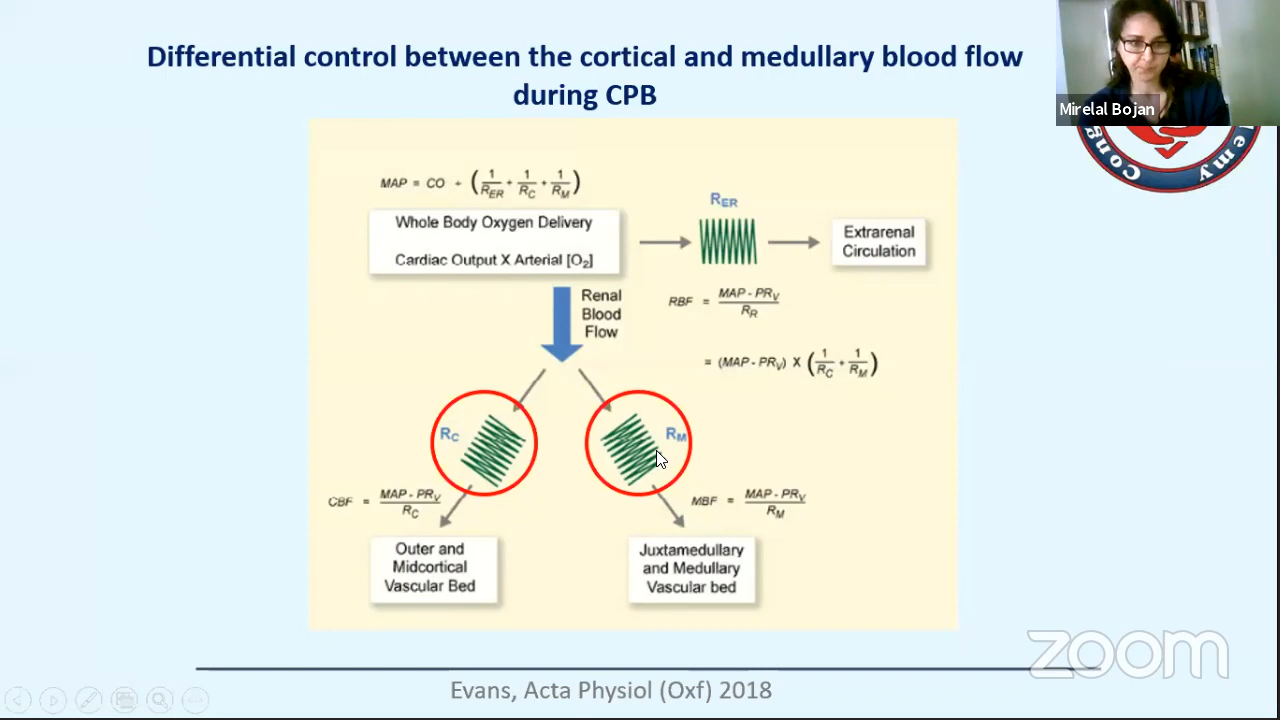 Differential control between the cortical and medullary blood flow
during CPB
Mirelal Bojan
emy
Cong
MAP = CO ÷ (1/R_ER + 1/R_C + 1/R_M)
Whole Body Oxygen Delivery
Cardiac Output X Arterial [O₂]
R_ER
Extrarenal
Circulation
Renal
Blood
Flow
RBF = MAP - PR_V / R_R
= (MAP - PR_V) X (1/R_C + 1/R_M)
R_C
R_M
CBF = MAP - PR_V / R_C
MBF = MAP - PR_V / R_M
Outer and
Midcortical
Vascular Bed
Juxtamedullary
and Medullary
Vascular bed
zoom
Evans, Acta Physiol (Oxf) 2018